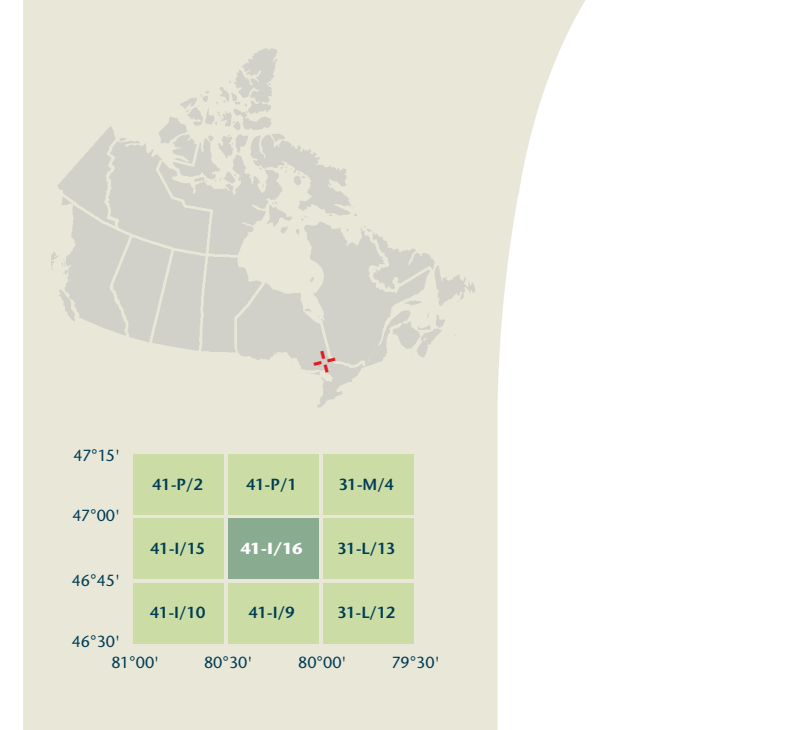 47°15'
41-P/2 41-P/1 31-M/4
47°00'
41-I/15 41-I/16 31-L/13
46°45'
41-I/10 41-I/9 31-L/12
46°30'
81°00' 80°30' 80°00' 79°30'